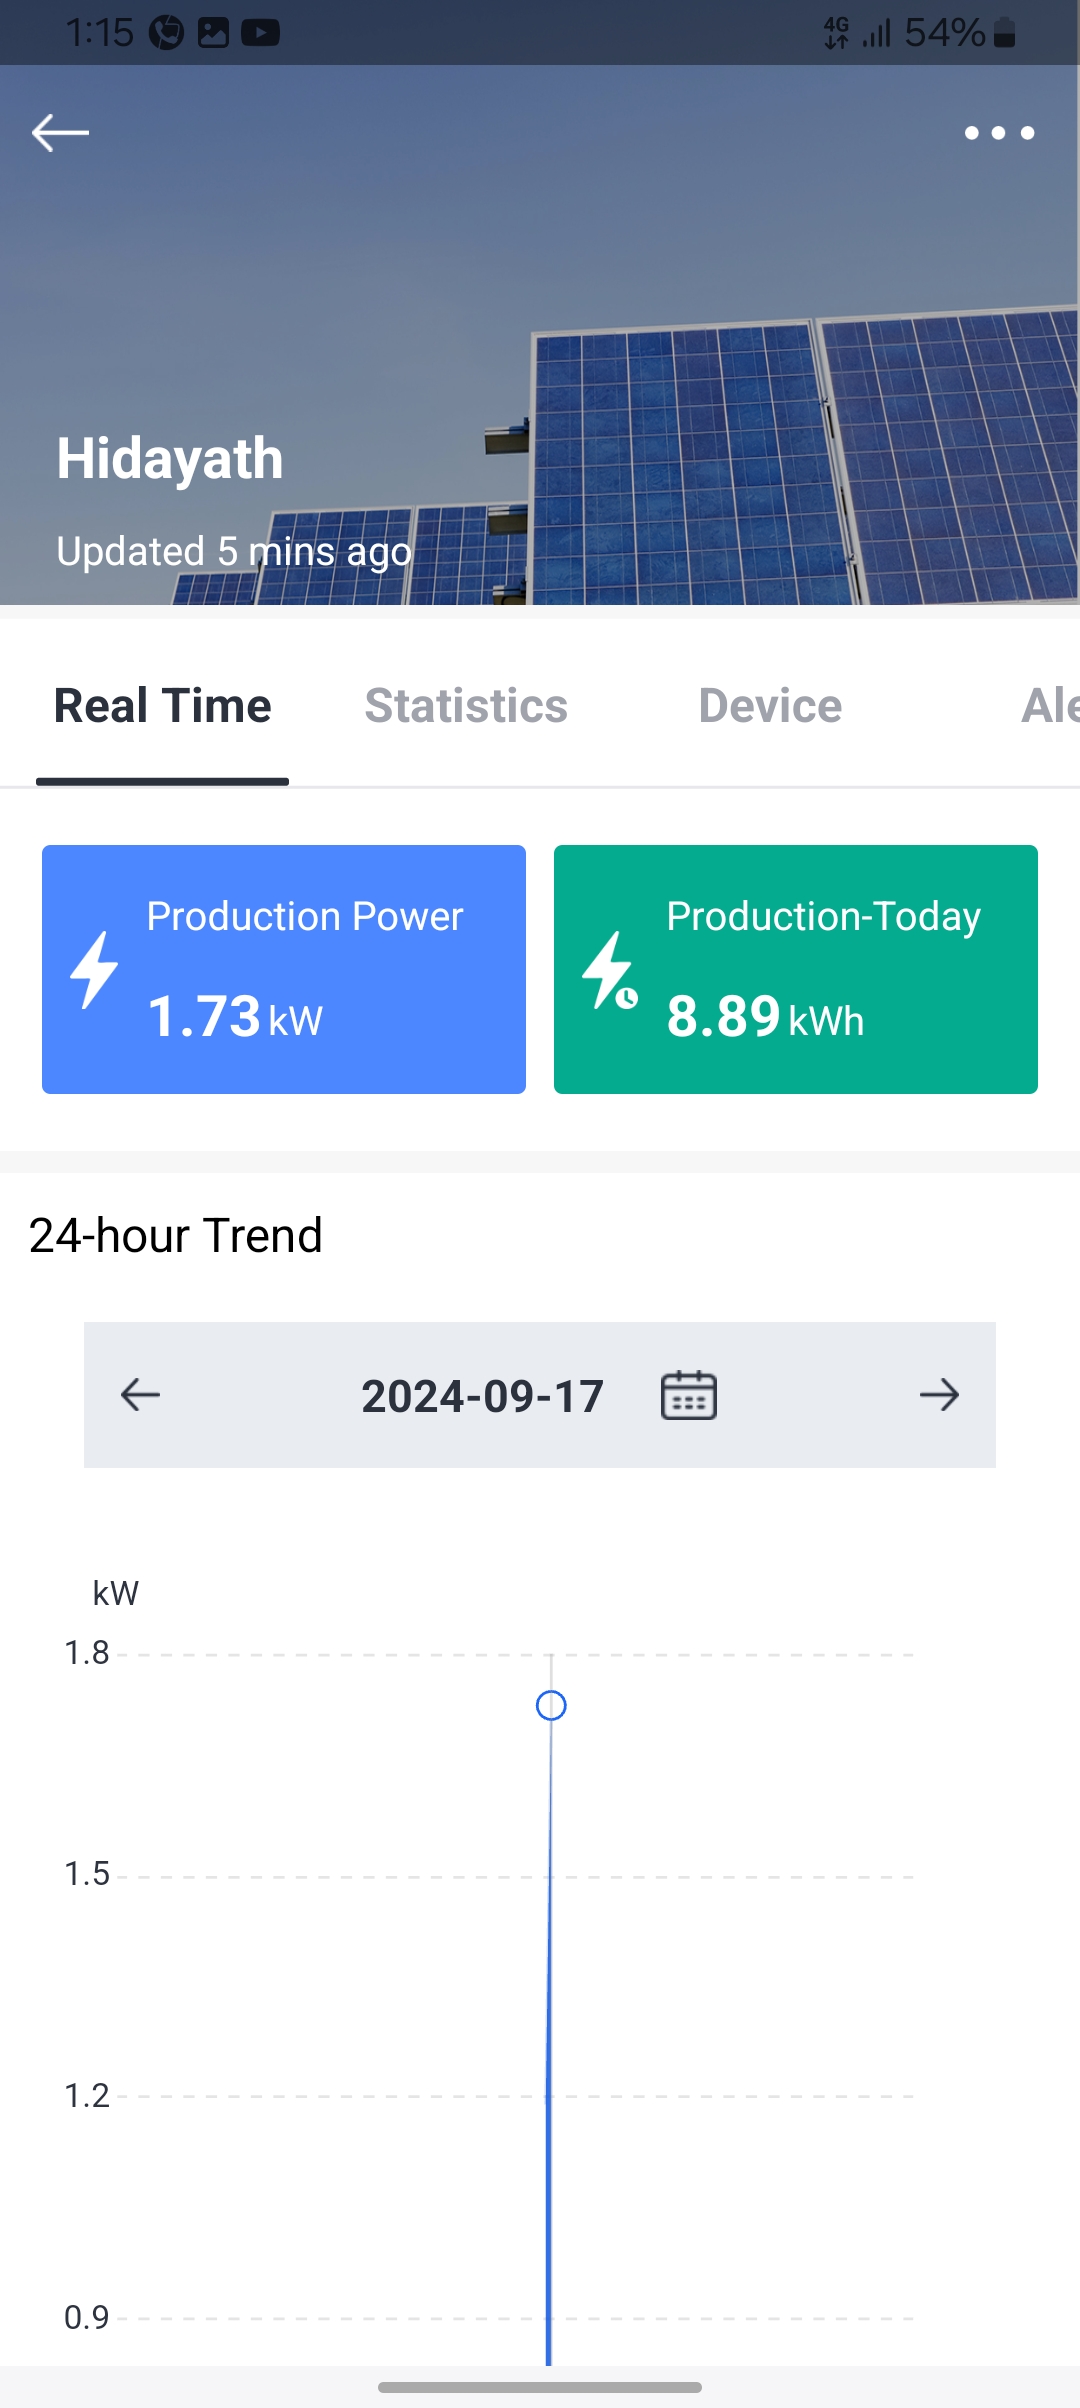 1:15 4G 54%
Hidayath
Updated 5 mins ago
Real Time Statistics Device Ale
Production Power Production-Today
1.73 kW 8.89 kWh
24-hour Trend
2024-09-17
kW
1.8
1.5
1.2
0.9